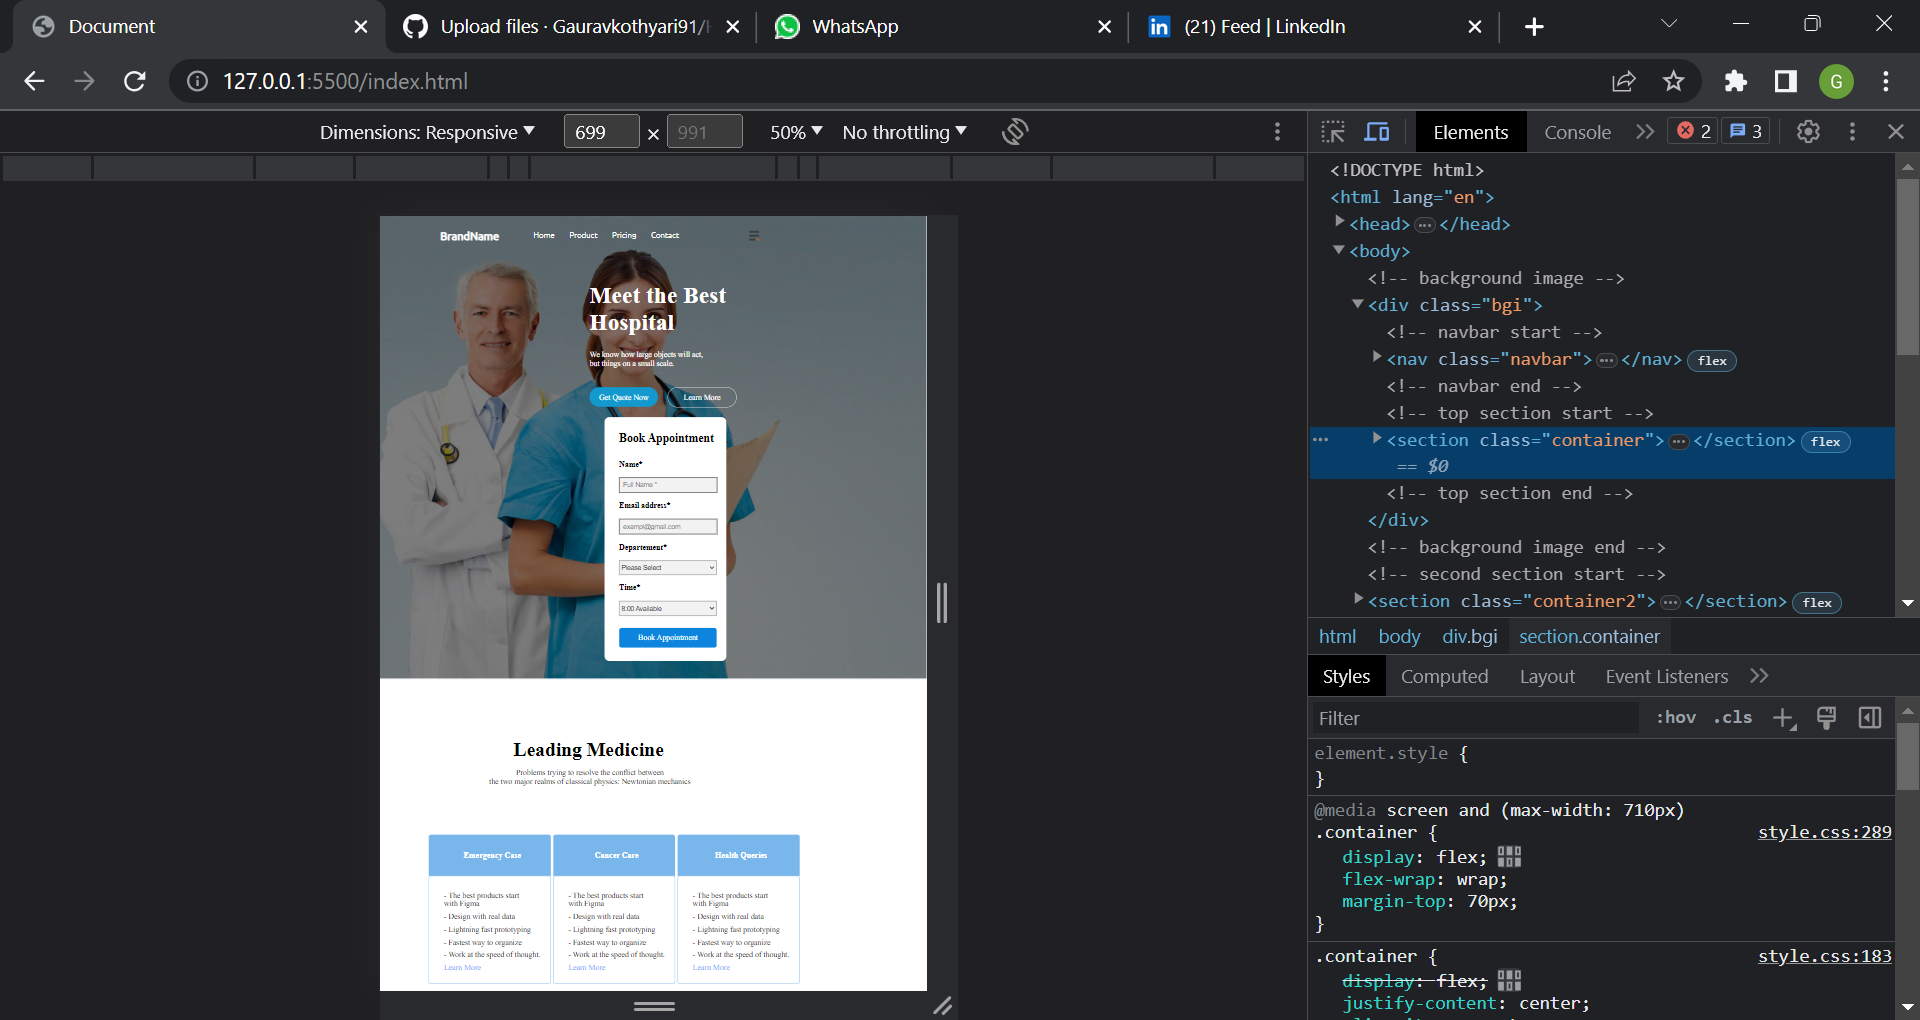 Document
Upload files · Gauravkothyari91/
WhatsApp
(21) Feed | LinkedIn
127.0.0.1:5500/index.html
G
Dimensions: Responsive
699 × 991
50%
No throttling
Elements
Console
2
3
BrandName
Home
Product
Pricing
Contact
Meet the Best
Hospital
We know how large objects will act,
but things on a small scale.
Get Quote Now
Learn More
Book Appointment
Name*
Full Name *
Email address*
exampl@gmail.com
Departement*
Please Select
Time*
8:00 Available
Book Appointment
Leading Medicine
Problems trying to resolve the conflict between
the two major realms of classical physics: Newtonian mechanics
Emergency Case
- The best products start
with Figma
- Design with real data
- Lightning fast prototyping
- Fastest way to organize
- Work at the speed of thought.
Learn More
Cancer Care
- The best products start
with Figma
- Design with real data
- Lightning fast prototyping
- Fastest way to organize
- Work at the speed of thought.
Learn More
Health Queries
- The best products start
with Figma
- Design with real data
- Lightning fast prototyping
- Fastest way to organize
- Work at the speed of thought.
Learn More
<!DOCTYPE html>
<html lang="en">
<head>…</head>
<body>
<!-- background image -->
<div class="bgi">
<!-- navbar start -->
<nav class="navbar">…</nav> flex
<!-- navbar end -->
<!-- top section start -->
<section class="container">…</section> flex
== $0
<!-- top section end -->
</div>
<!-- background image end -->
<!-- second section start -->
<section class="container2">…</section> flex
html body div.bgi section.container
Styles Computed Layout Event Listeners
Filter :hov .cls
element.style {
}
@media screen and (max-width: 710px)
.container { style.css:289
display: flex;
flex-wrap: wrap;
margin-top: 70px;
}
.container { style.css:183
display: flex;
justify-content: center;